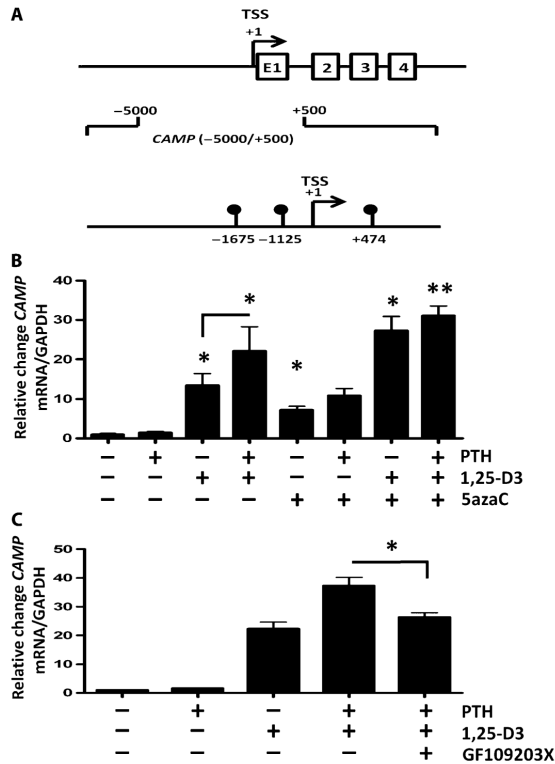 A
TSS
+1
E1 2 3 4
−5000 +500
CAMP (−5000/+500)
TSS
+1
−1675 −1125 +474
B
Relative change CAMP
mRNA/GAPDH
40
30
20
10
0
* * * * **
− + − + − + − + PTH
− − + + − − + + 1,25-D3
− − − − + + + + 5azaC
C
Relative change CAMP
mRNA/GAPDH
50
40
30
20
10
0
*
− + − + + PTH
− − + + + 1,25-D3
− − − − + GF109203X